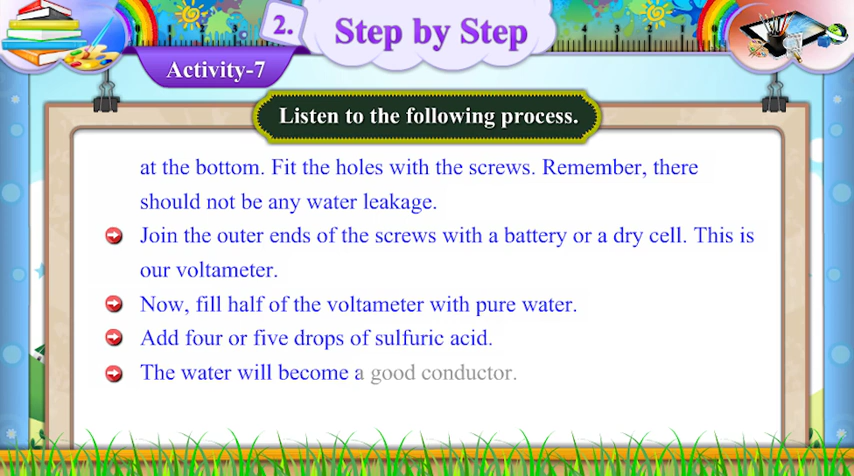 2.
Step by Step
Activity-7
Listen to the following process.
at the bottom. Fit the holes with the screws. Remember, there
should not be any water leakage.
Join the outer ends of the screws with a battery or a dry cell. This is
our voltameter.
Now, fill half of the voltameter with pure water.
Add four or five drops of sulfuric acid.
The water will become a good conductor.